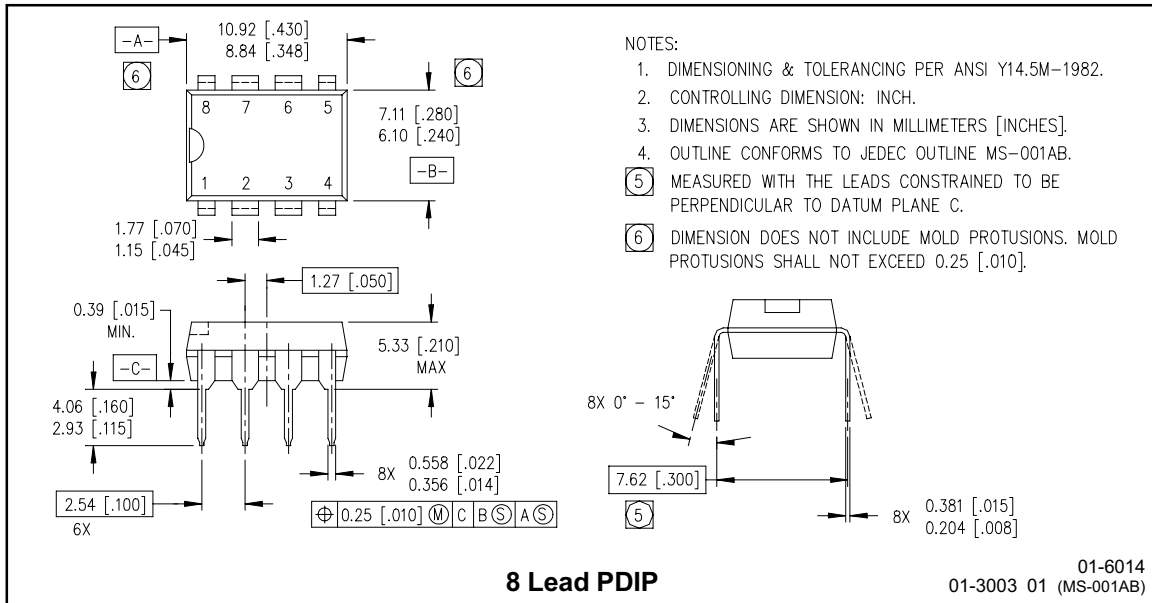 -A-
10.92 [.430]
8.84 [.348]
6
6
8 7 6 5
1 2 3 4
7.11 [.280]
6.10 [.240]
-B-
1.77 [.070]
1.15 [.045]
1.27 [.050]
0.39 [.015]
MIN.
-C-
5.33 [.210]
MAX
4.06 [.160]
2.93 [.115]
2.54 [.100]
6X
8X 0.558 [.022]
0.356 [.014]
⌖ 0.25 [.010] Ⓜ C B Ⓢ A Ⓢ
NOTES:
1. DIMENSIONING & TOLERANCING PER ANSI Y14.5M-1982.
2. CONTROLLING DIMENSION: INCH.
3. DIMENSIONS ARE SHOWN IN MILLIMETERS [INCHES].
4. OUTLINE CONFORMS TO JEDEC OUTLINE MS-001AB.
5 MEASURED WITH THE LEADS CONSTRAINED TO BE
PERPENDICULAR TO DATUM PLANE C.
6 DIMENSION DOES NOT INCLUDE MOLD PROTUSIONS. MOLD
PROTUSIONS SHALL NOT EXCEED 0.25 [.010].
8X 0° - 15°
7.62 [.300]
5
8X 0.381 [.015]
0.204 [.008]
8 Lead PDIP
01-6014
01-3003 01 (MS-001AB)